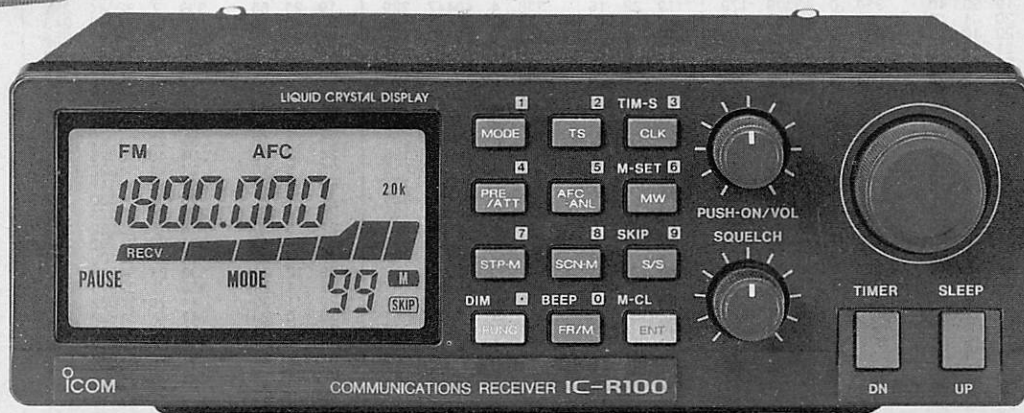 LIQUID CRYSTAL DISPLAY
FM AFC
1800.000 20k
RECV
PAUSE MODE 99 M
SKIP
1 2 TIM-S 3
MODE TS CLK
4 5 M-SET 6
PRE/ATT AFC-ANL MW
7 8 SKIP 9
STP-M SCN-M S/S
DIM • BEEP 0 M-CL
FUNC FR/M ENT
PUSH-ON/VOL
SQUELCH
TIMER SLEEP
DN UP
ICOM COMMUNICATIONS RECEIVER IC-R100